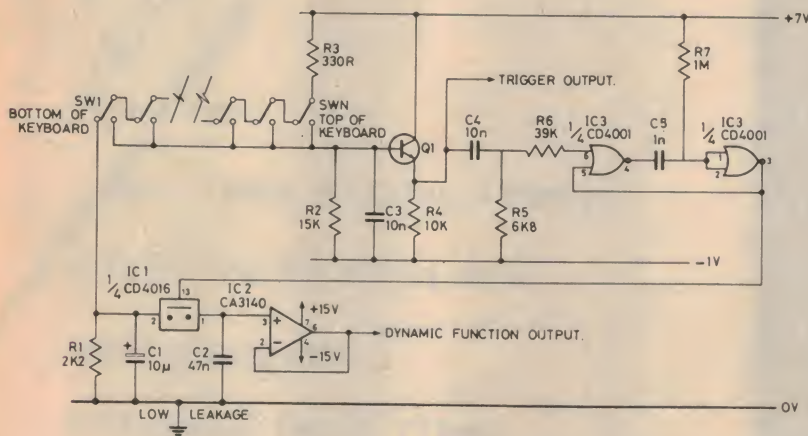 +7V
R3
330R
R7
1M
TRIGGER OUTPUT.
SW1
BOTTOM OF
KEYBOARD
SWN
TOP OF
KEYBOARD
C4
10n
R6
39K
1/4 IC3
CD4001
C5
1n
1/4 IC3
CD4001
Q1
6
5
4
1
2
3
R2
15K
C3
10n
R4
10K
R5
6K8
−1V
1/4 IC1
CD4016
13
2
1
IC2
CA3140
+15V
3
7
6
2
4
−15V
DYNAMIC FUNCTION OUTPUT.
R1
2K2
+
C1
10μ
C2
47n
LOW LEAKAGE
0V